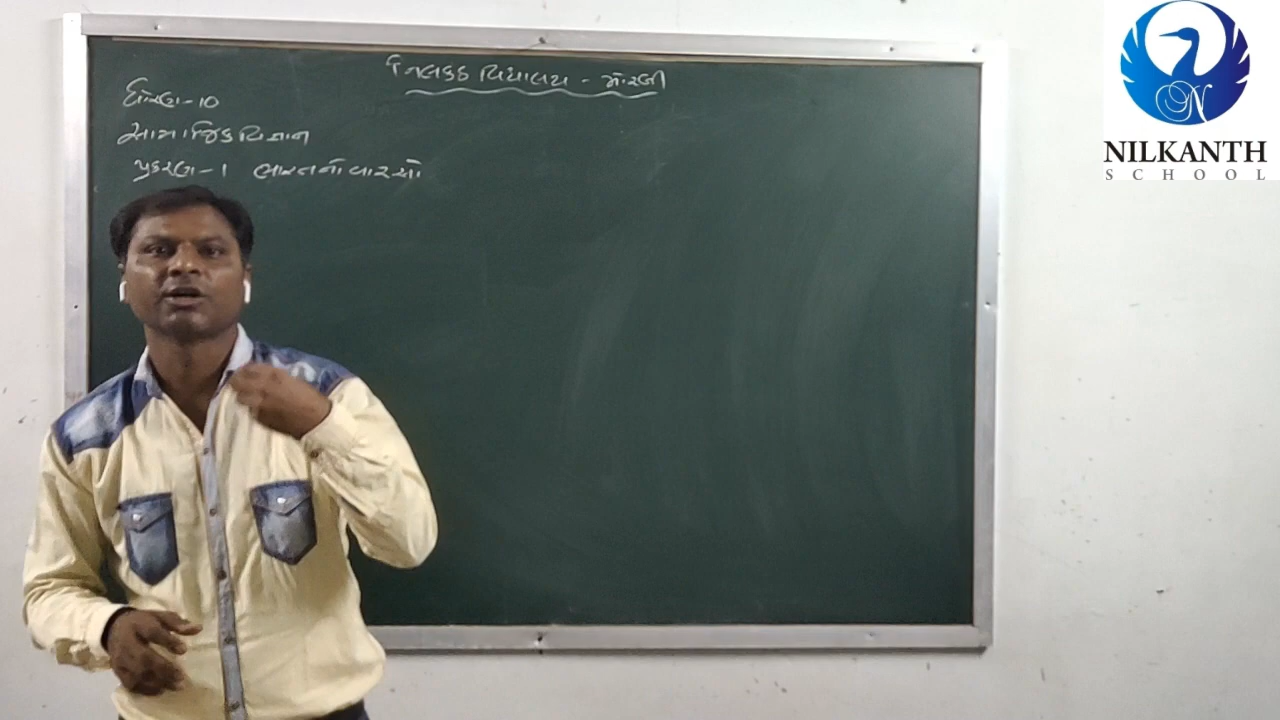 નિલકંઠ વિદ્યાલય - મોરબી
ધોરણ - 10
સામાજિક વિજ્ઞાન
પ્રકરણ - 1 ભારતનો વારસો
N
NILKANTH
SCHOOL